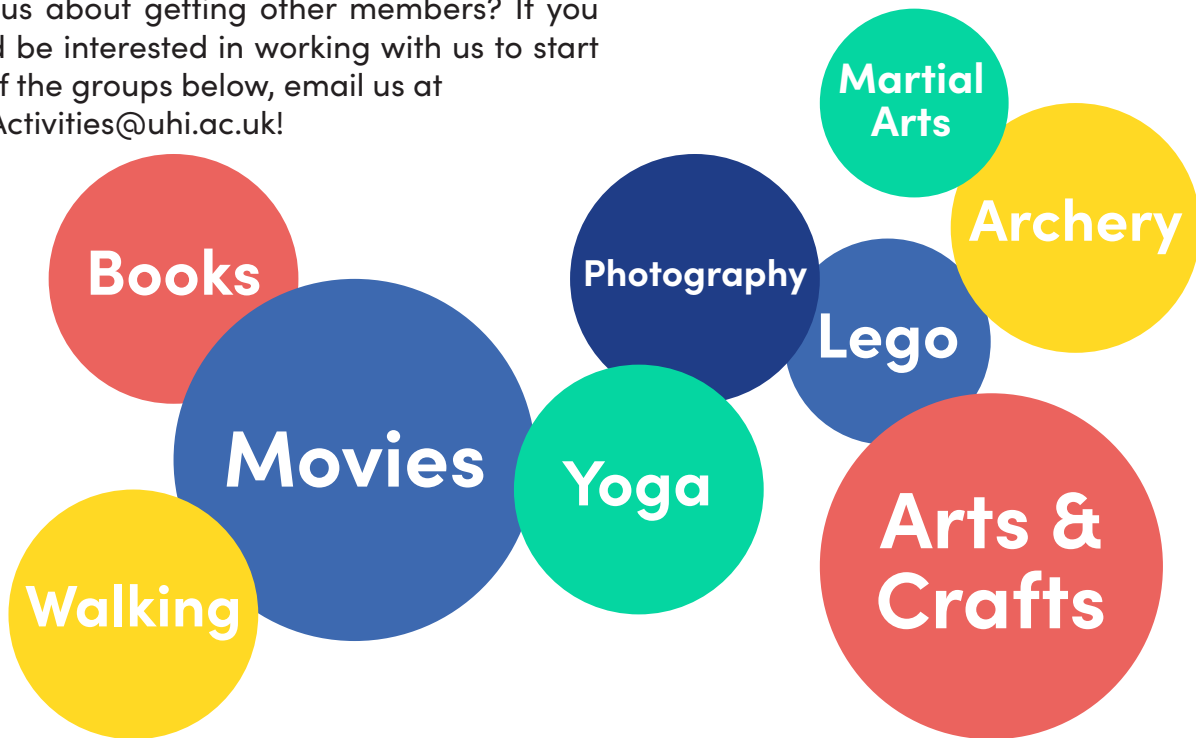 us about getting other members? If you
be interested in working with us to start
f the groups below, email us at
Activities@uhi.ac.uk!
Martial
Arts
Archery
Books
Photography
Lego
Movies
Yoga
Arts &
Crafts
Walking